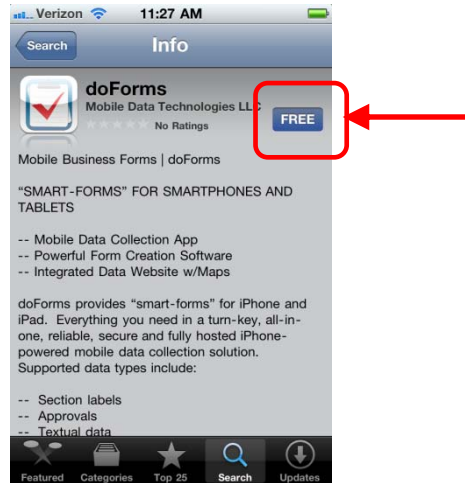 Verizon 11:27 AM
Search Info
doForms
Mobile Data Technologies LLC
No Ratings
FREE
Mobile Business Forms | doForms
“SMART-FORMS” FOR SMARTPHONES AND
TABLETS
-- Mobile Data Collection App
-- Powerful Form Creation Software
-- Integrated Data Website w/Maps
doForms provides “smart-forms” for iPhone and
iPad. Everything you need in a turn-key, all-in-
one, reliable, secure and fully hosted iPhone-
powered mobile data collection solution.
Supported data types include:
-- Section labels
-- Approvals
-- Textual data
Featured Categories Top 25 Search Updates